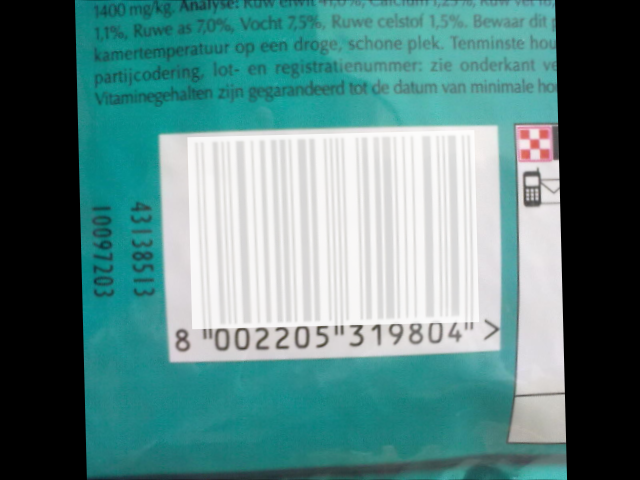 1400 mg/kg. Analyse: Ruw eiwit
1,1%, Ruwe as 7,0%, Vocht 7,5%, Ruwe celstof 1,5%. Bewaar dit
kamertemperatuur op een droge, schone plek. Tenminste hou
partijcodering, lot- en registratienummer: zie onderkant ve
Vitaminegehalten zijn gegarandeerd tot de datum van minimale ho
43138513
10097203
8 "002205"319804" >